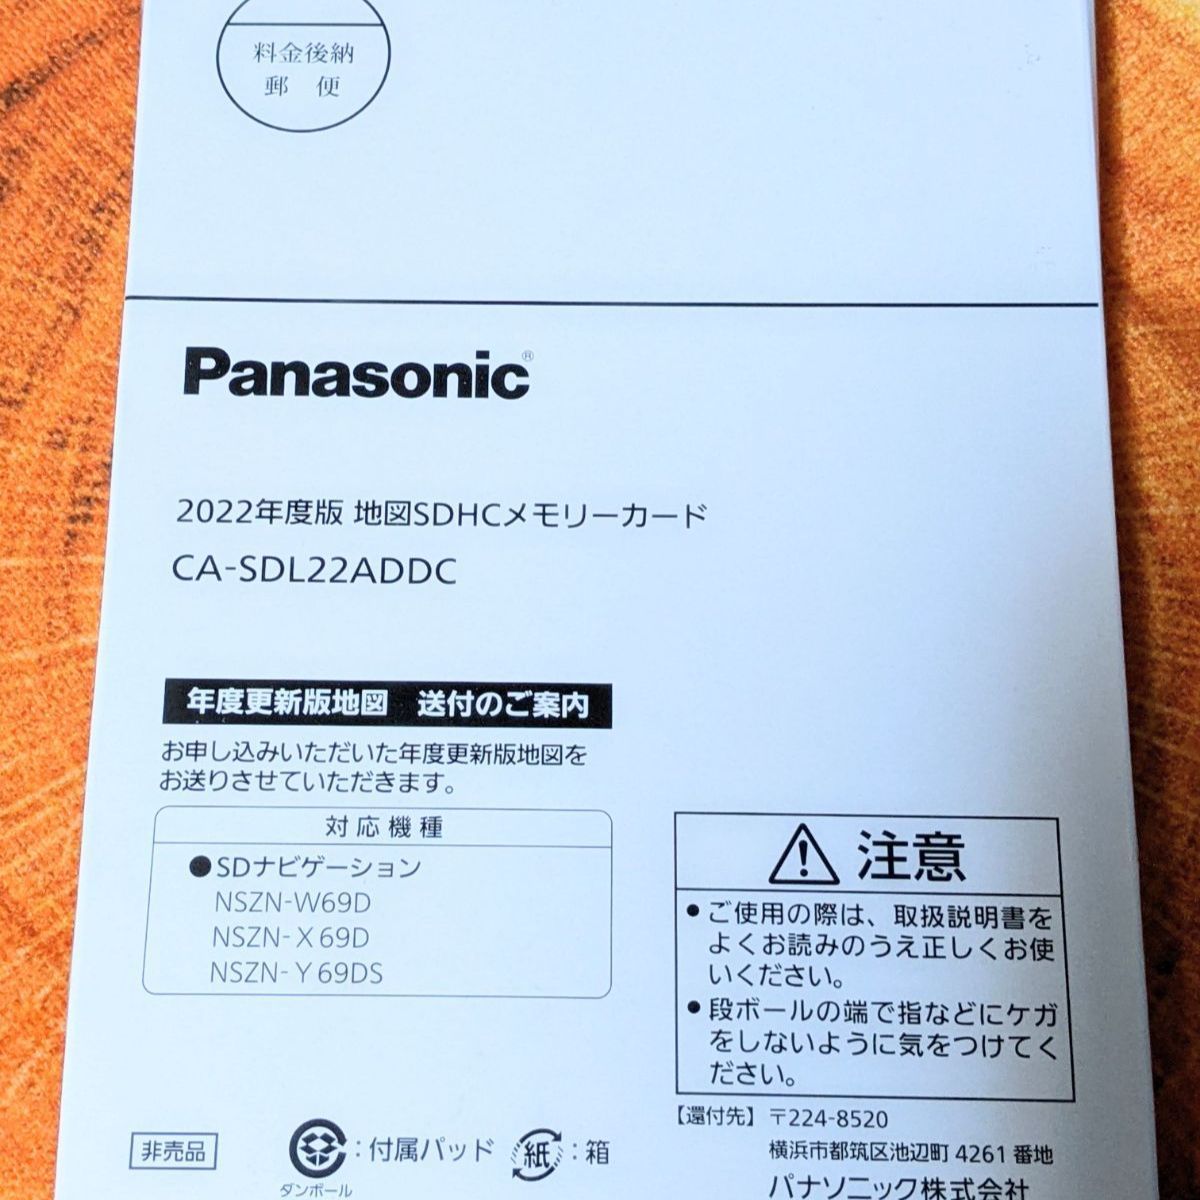 料金後納
郵 便
Panasonic®
2022年度版 地図SDHCメモリーカード
CA-SDL22ADDC
年度更新版地図 送付のご案内
お申し込みいただいた年度更新版地図を
お送りさせていただきます。
対応機種
●SDナビゲーション
NSZN-W69D
NSZN-X69D
NSZN-Y69DS
注意
●ご使用の際は、取扱説明書を
よくお読みのうえ正しくお使
いください。
●段ボールの端で指などにケガ
をしないように気をつけてく
ださい。
【還付先】〒224-8520
横浜市都筑区池辺町 4261 番地
パナソニック株式会社
非売品
：付属パッド
ダンボール
紙：箱